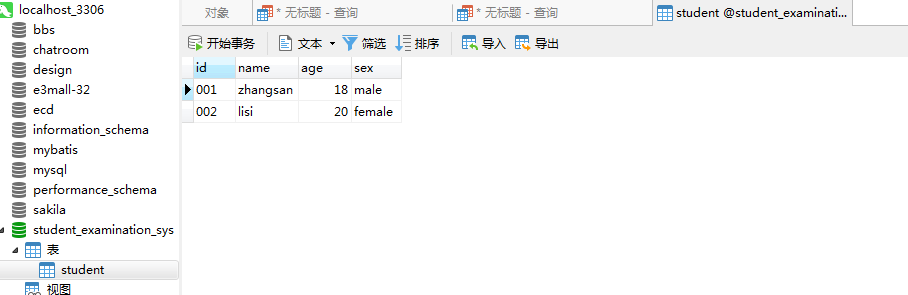 localhost_3306
bbs
chatroom
design
e3mall-32
ecd
information_schema
mybatis
mysql
performance_schema
sakila
student_examination_sys
表
student
视图
对象
* 无标题 - 查询
* 无标题 - 查询
student @student_examinati...
开始事务 文本 筛选 排序 导入 导出
id name age sex
001 zhangsan 18 male
002 lisi 20 female